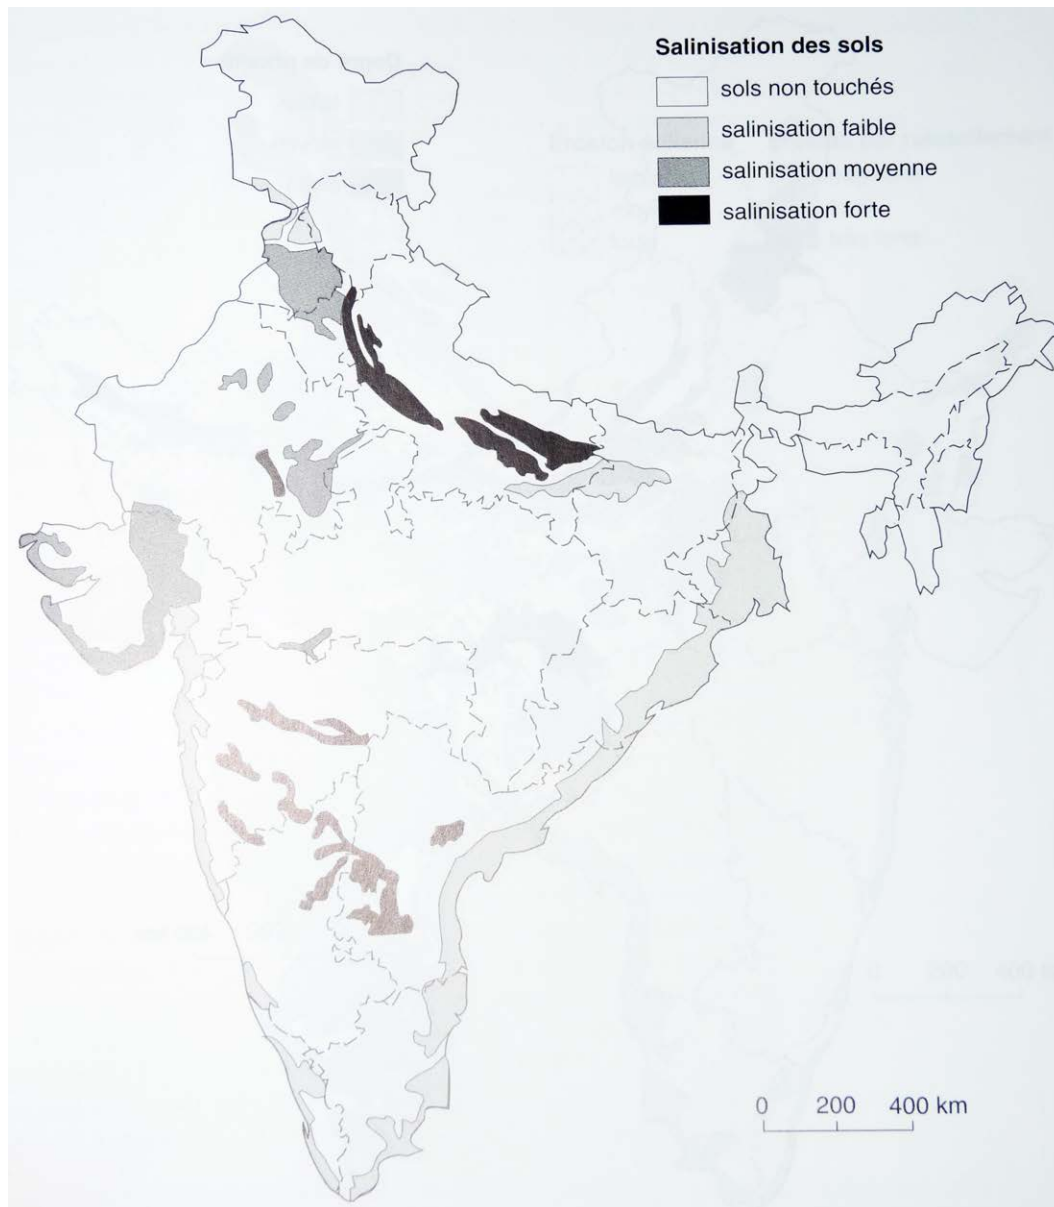 Salinisation des sols
sols non touchés
salinisation faible
salinisation moyenne
salinisation forte
0 200 400 km